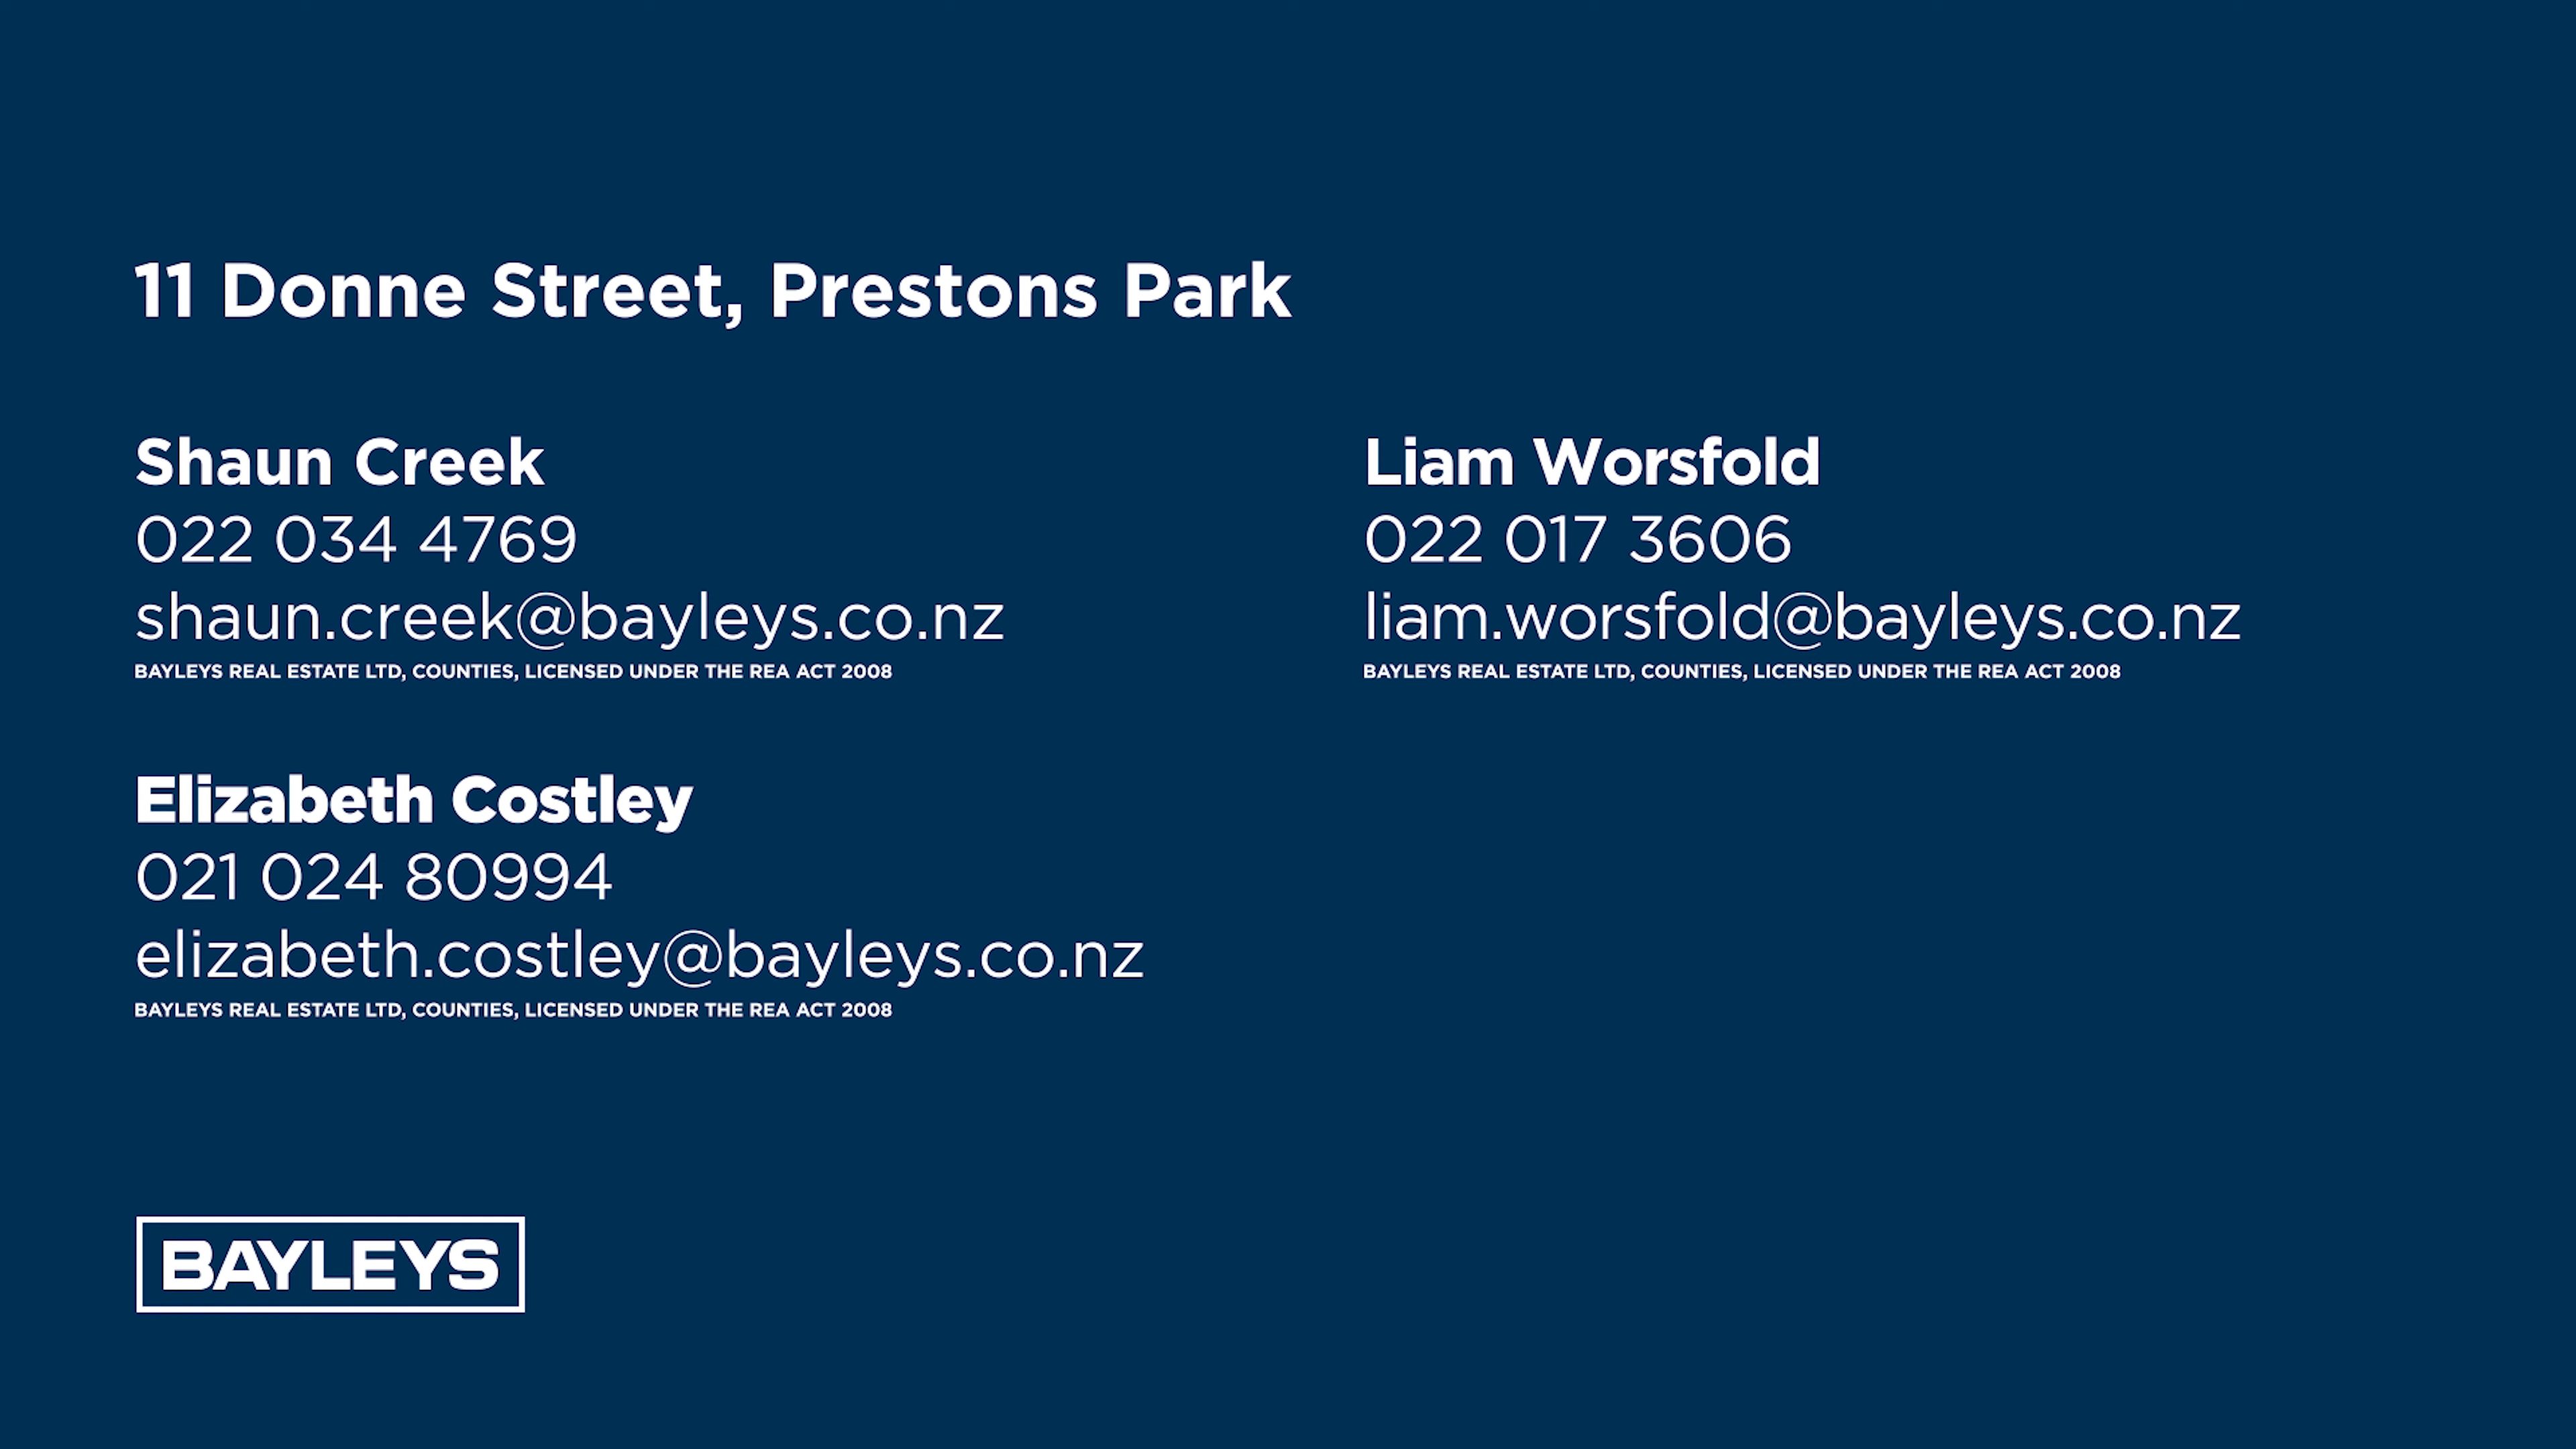 11 Donne Street, Prestons Park
Shaun Creek
022 034 4769
shaun.creek@bayleys.co.nz
BAYLEYS REAL ESTATE LTD, COUNTIES, LICENSED UNDER THE REA ACT 2008
Liam Worsfold
022 017 3606
liam.worsfold@bayleys.co.nz
BAYLEYS REAL ESTATE LTD, COUNTIES, LICENSED UNDER THE REA ACT 2008
Elizabeth Costley
021 024 80994
elizabeth.costley@bayleys.co.nz
BAYLEYS REAL ESTATE LTD, COUNTIES, LICENSED UNDER THE REA ACT 2008
BAYLEYS